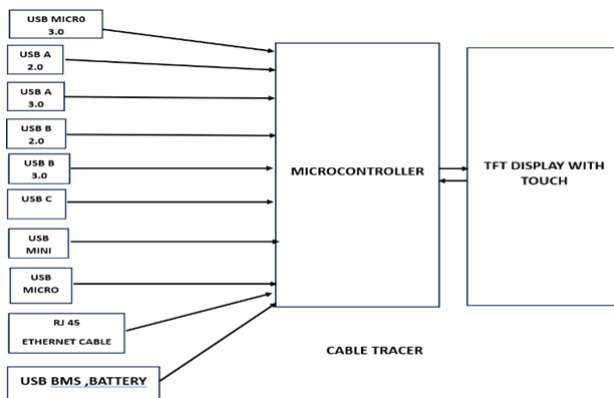 USB MICR0
3.0
USB A
2.0
USB A
3.0
USB B
2.0
USB B
3.0
USB C
USB
MINI
USB
MICRO
RJ 45
ETHERNET CABLE
USB BMS ,BATTERY
MICROCONTROLLER
TFT DISPLAY WITH
TOUCH
CABLE TRACER